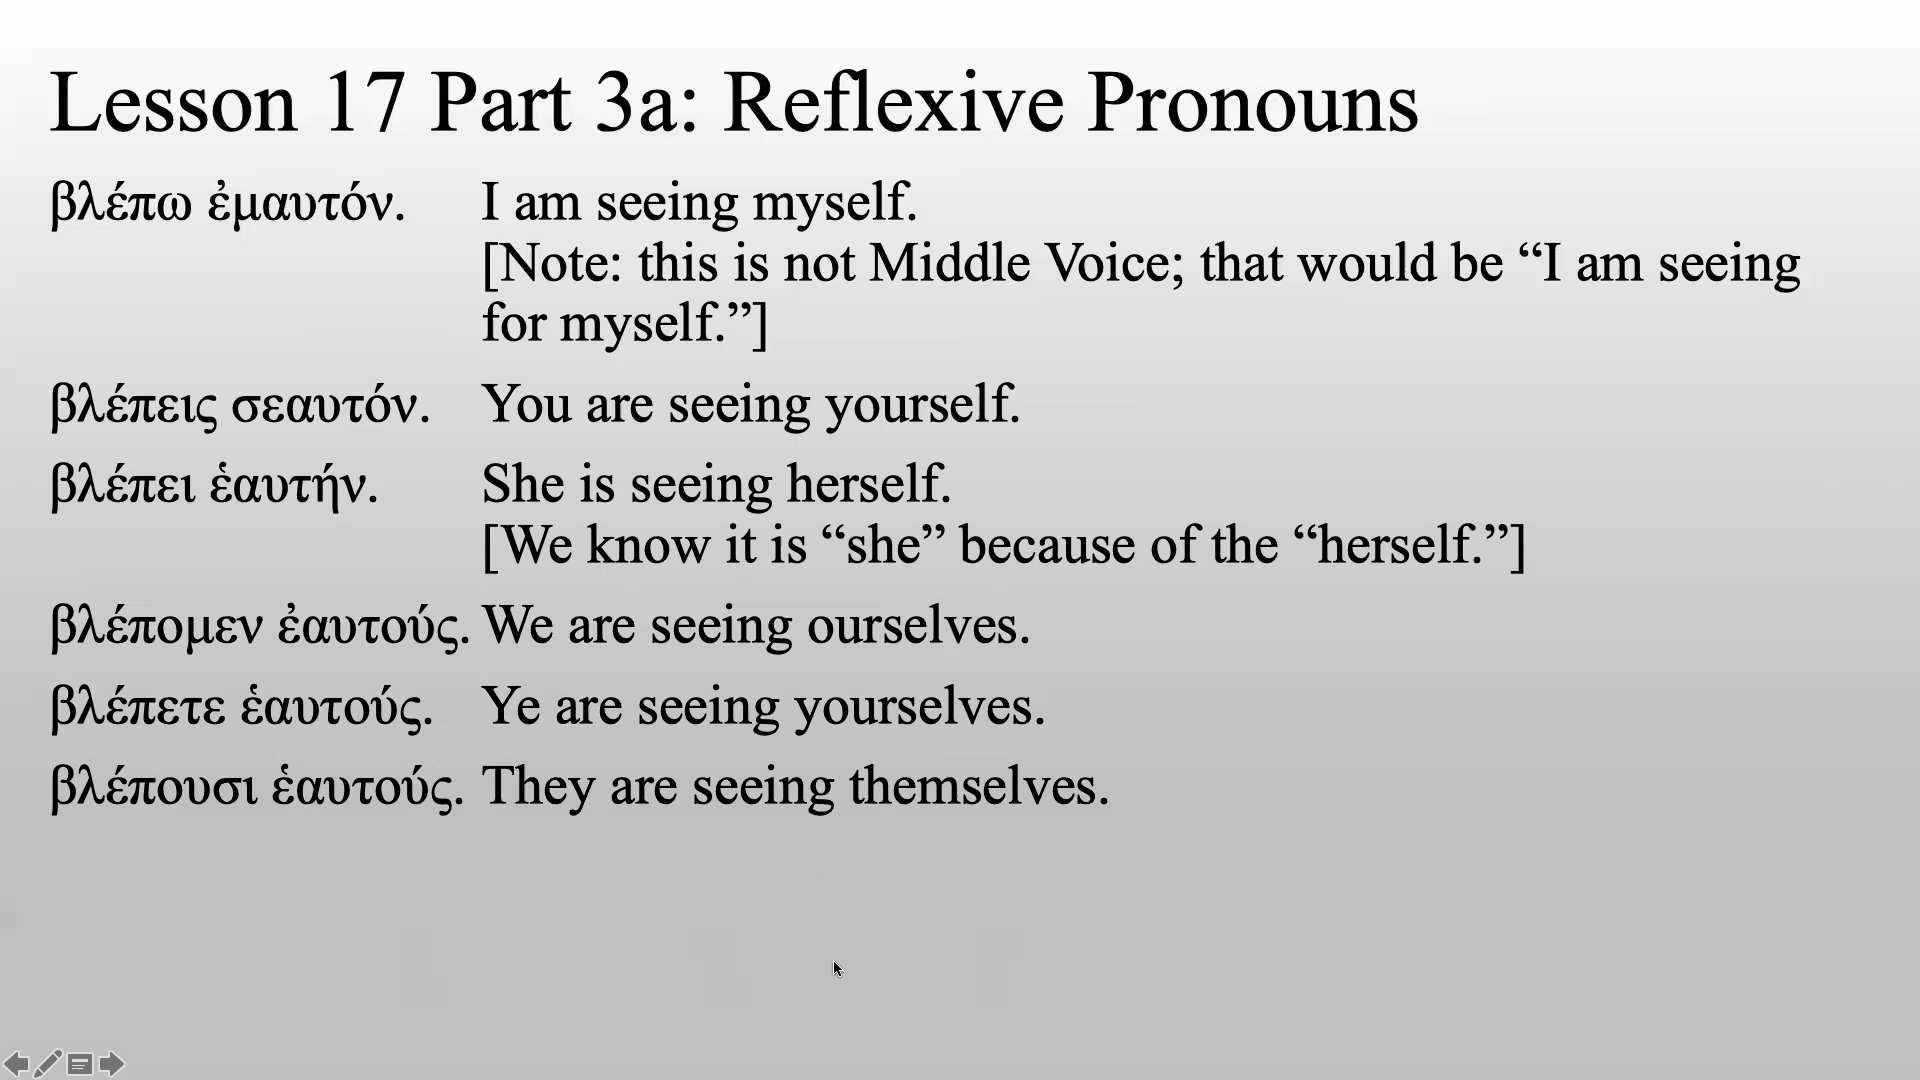 Lesson 17 Part 3a: Reflexive Pronouns
βλέπω ἐμαυτόν. I am seeing myself.
[Note: this is not Middle Voice; that would be “I am seeing
for myself.”]
βλέπεις σεαυτόν. You are seeing yourself.
βλέπει ἑαυτήν. She is seeing herself.
[We know it is “she” because of the “herself.”]
βλέπομεν ἐαυτούς. We are seeing ourselves.
βλέπετε ἑαυτούς. Ye are seeing yourselves.
βλέπουσι ἑαυτούς. They are seeing themselves.